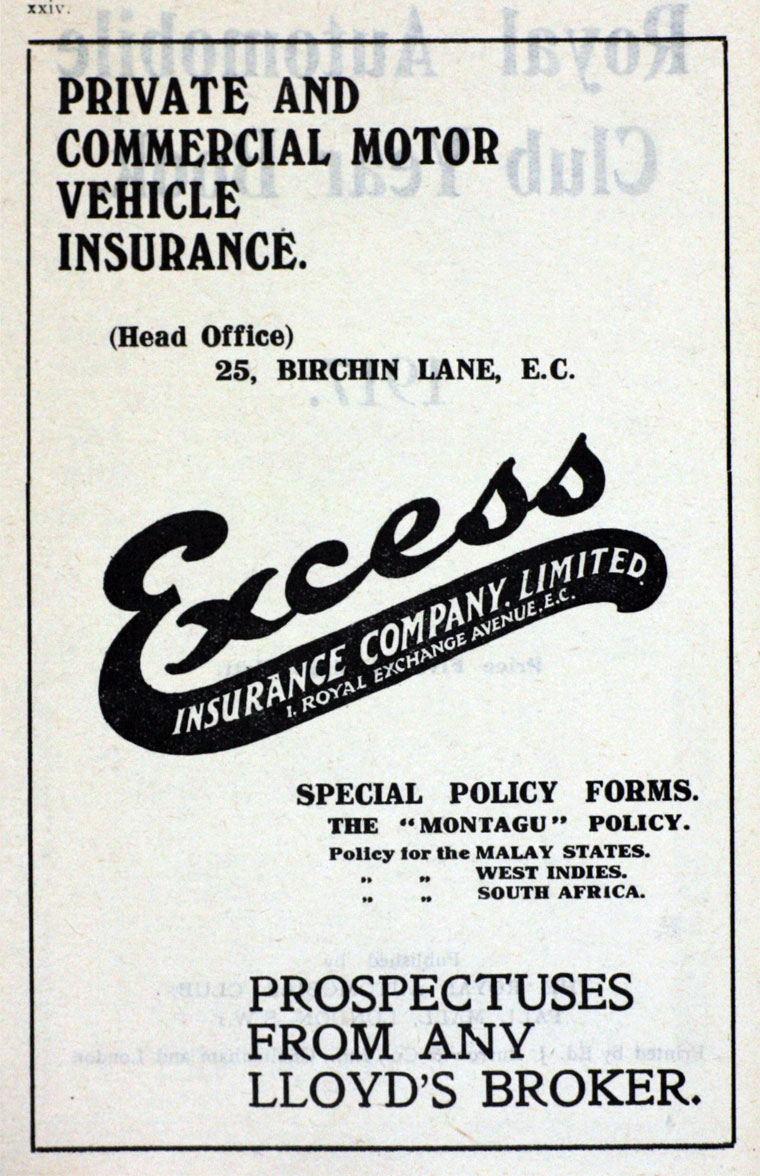 xxiv.
PRIVATE AND
COMMERCIAL MOTOR
VEHICLE
INSURANCE.
(Head Office)
25, BIRCHIN LANE, E.C.
Excess
INSURANCE COMPANY, LIMITED.
1. ROYAL EXCHANGE AVENUE, E.C.
SPECIAL POLICY FORMS.
THE "MONTAGU" POLICY.
Policy for the MALAY STATES.
„ „ WEST INDIES.
„ „ SOUTH AFRICA.
PROSPECTUSES
FROM ANY
LLOYD'S BROKER.